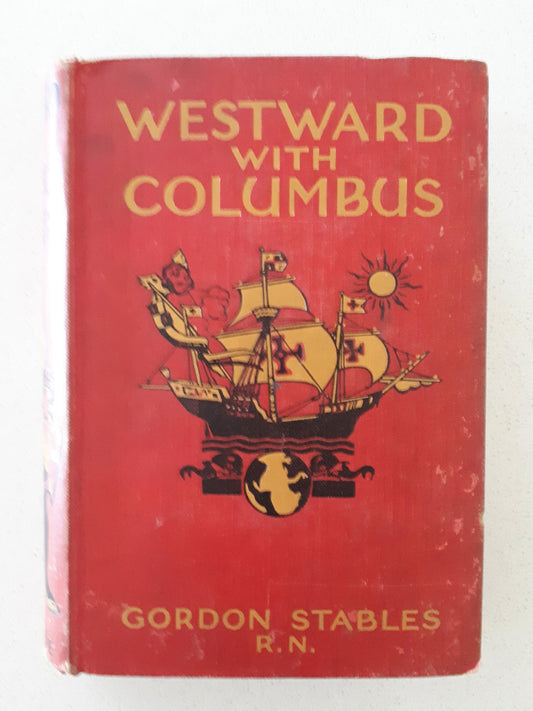 WESTWARD
WITH
COLUMBUS
GORDON STABLES
R.N.